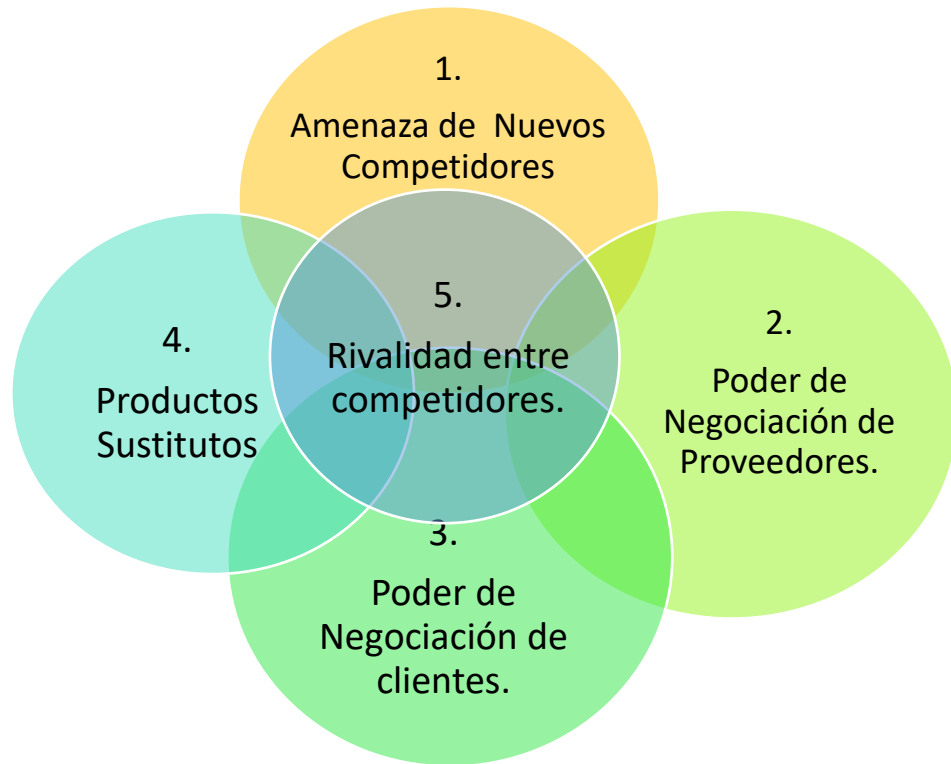 1.
Amenaza de Nuevos
Competidores
2.
Poder de
Negociación de
Proveedores.
3.
Poder de
Negociación de
clientes.
4.
Productos
Sustitutos
5.
Rivalidad entre
competidores.